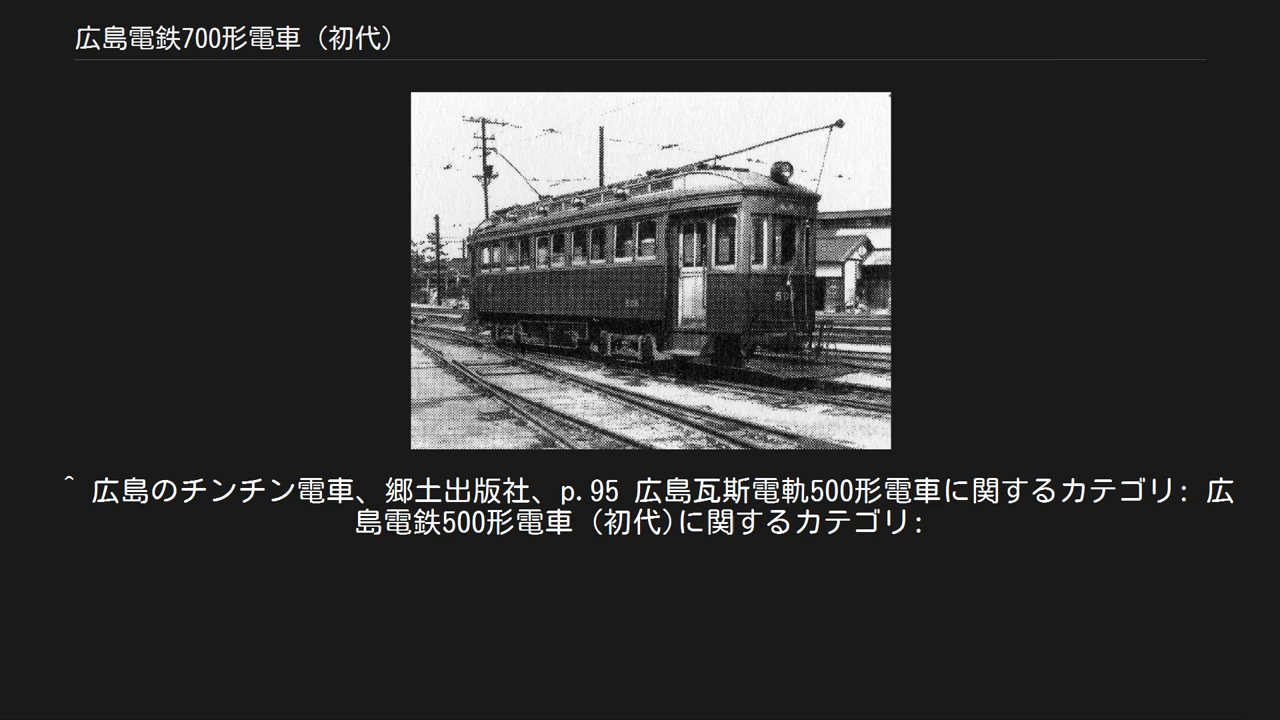 広島電鉄700形電車 (初代)
^ 広島のチンチン電車、郷土出版社、p.95 広島瓦斯電軌500形電車に関するカテゴリ: 広
島電鉄500形電車 (初代)に関するカテゴリ: